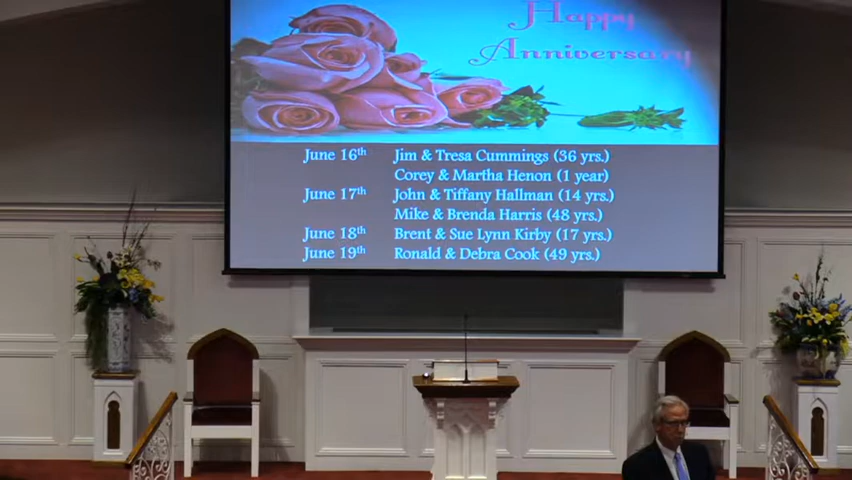 Happy
Anniversary
June 16th Jim & Tresa Cummings (36 yrs.)
Corey & Martha Henon (1 year)
June 17th John & Tiffany Hallman (14 yrs.)
Mike & Brenda Harris (48 yrs.)
June 18th Brent & Sue Lynn Kirby (17 yrs.)
June 19th Ronald & Debra Cook (49 yrs.)